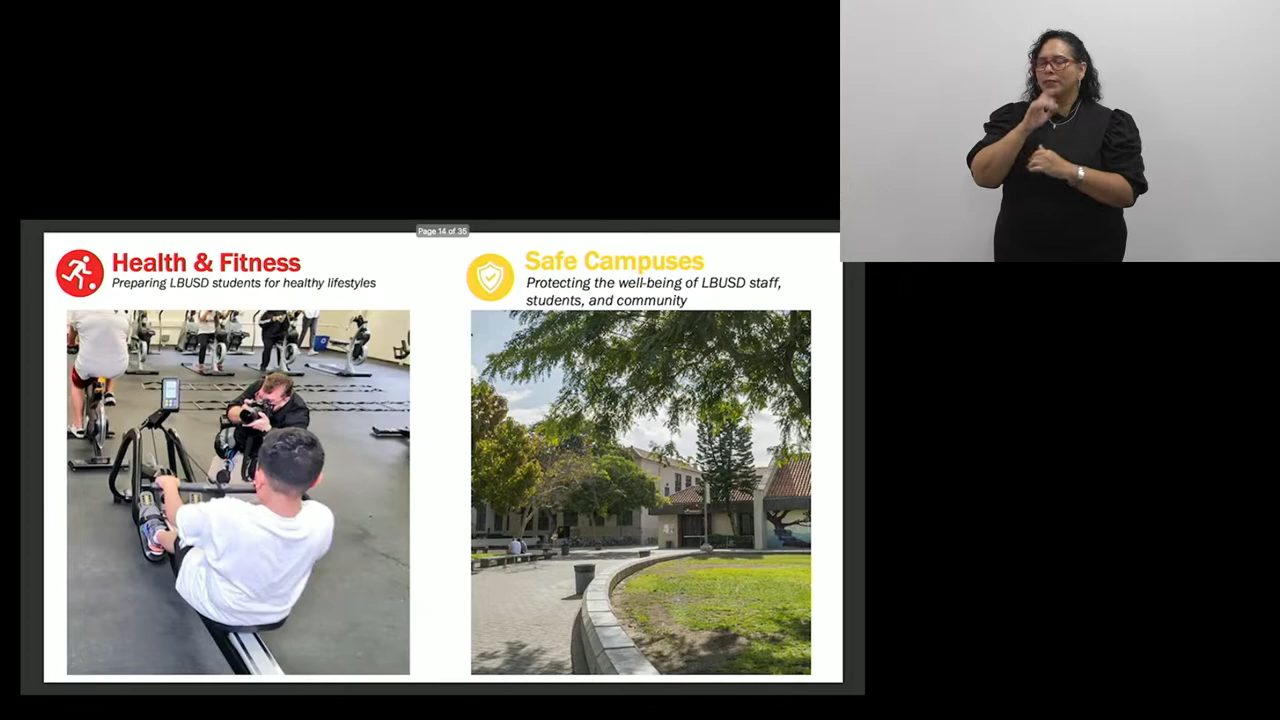 Page 14 of 35
Health & Fitness
Preparing LBUSD students for healthy lifestyles
Safe Campuses
Protecting the well-being of LBUSD staff,
students, and community